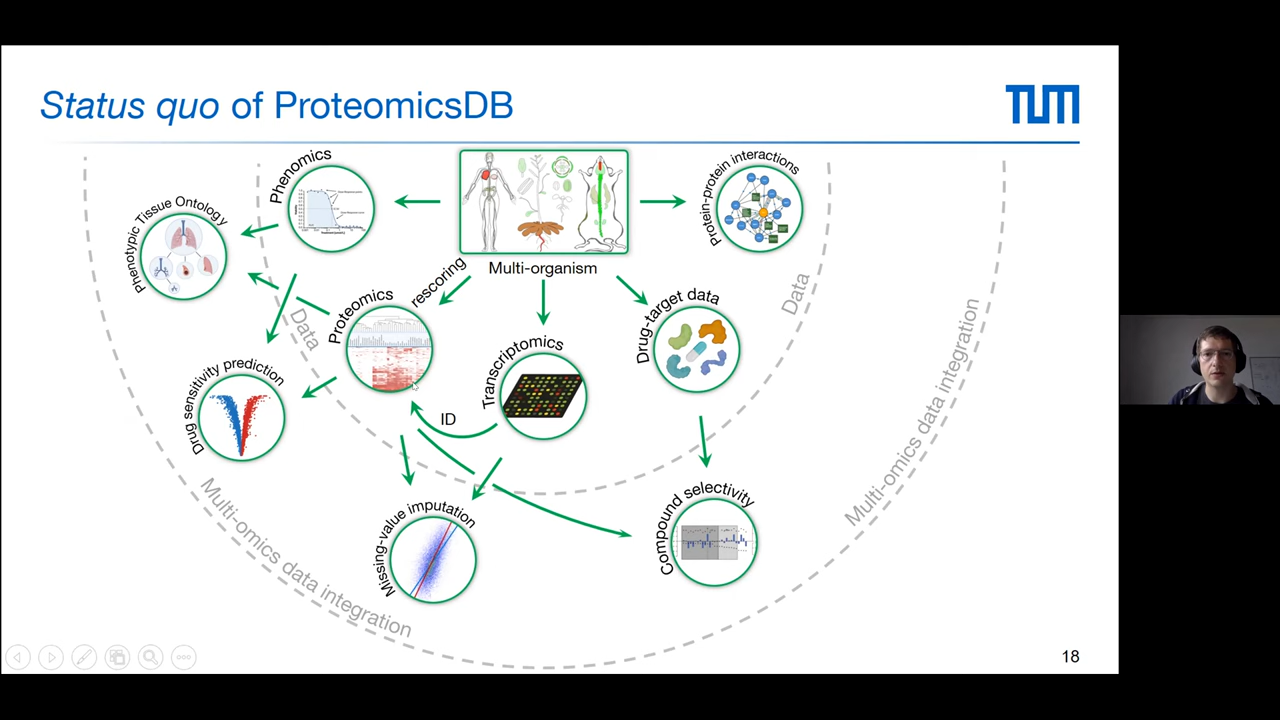 Status quo of ProteomicsDB
TUM
Phenomics
Protein-protein interactions
Phenotypic Tissue Ontology
Multi-organism
rescoring
Proteomics
Data
Data
Drug-target data
Transcriptomics
Drug sensitivity prediction
ID
Multi-omics data integration
Multi-omics data integration
Missing-value imputation
Compound selectivity
18